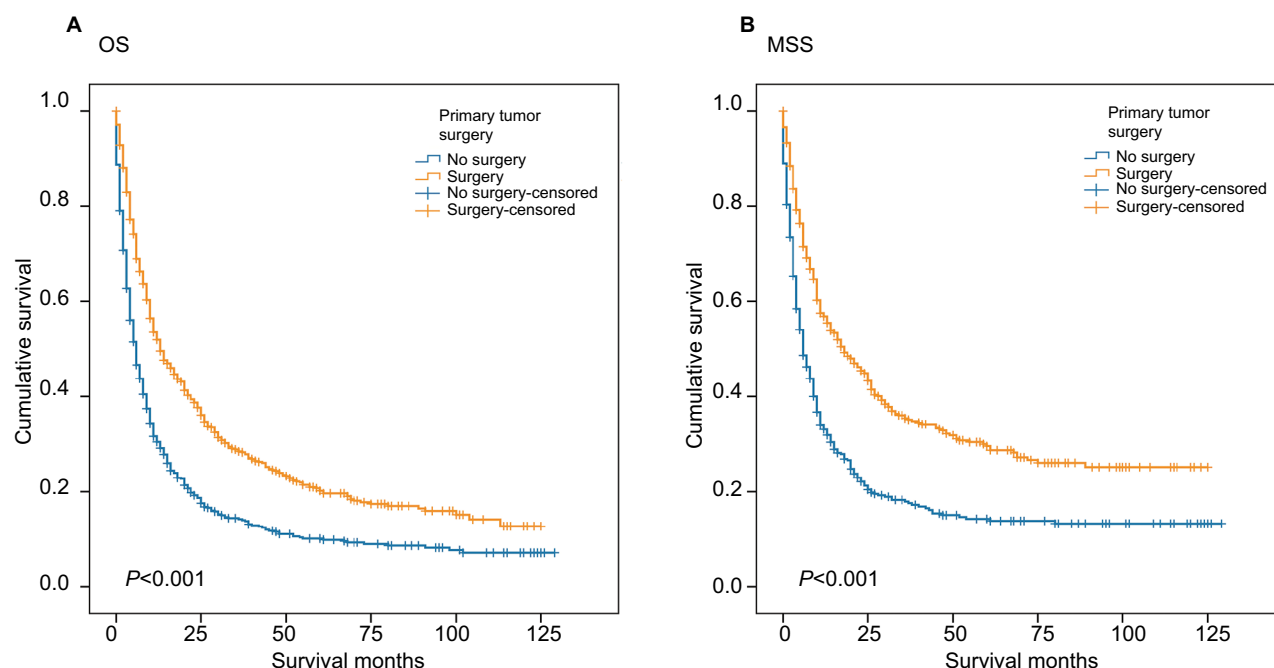 A
OS
Cumulative survival
1.0
0.8
0.6
0.4
0.2
0.0
Primary tumor
surgery
No surgery
Surgery
No surgery-censored
Surgery-censored
P<0.001
0 25 50 75 100 125
Survival months
B
MSS
Cumulative survival
1.0
0.8
0.6
0.4
0.2
0.0
Primary tumor
surgery
No surgery
Surgery
No surgery-censored
Surgery-censored
P<0.001
0 25 50 75 100 125
Survival months